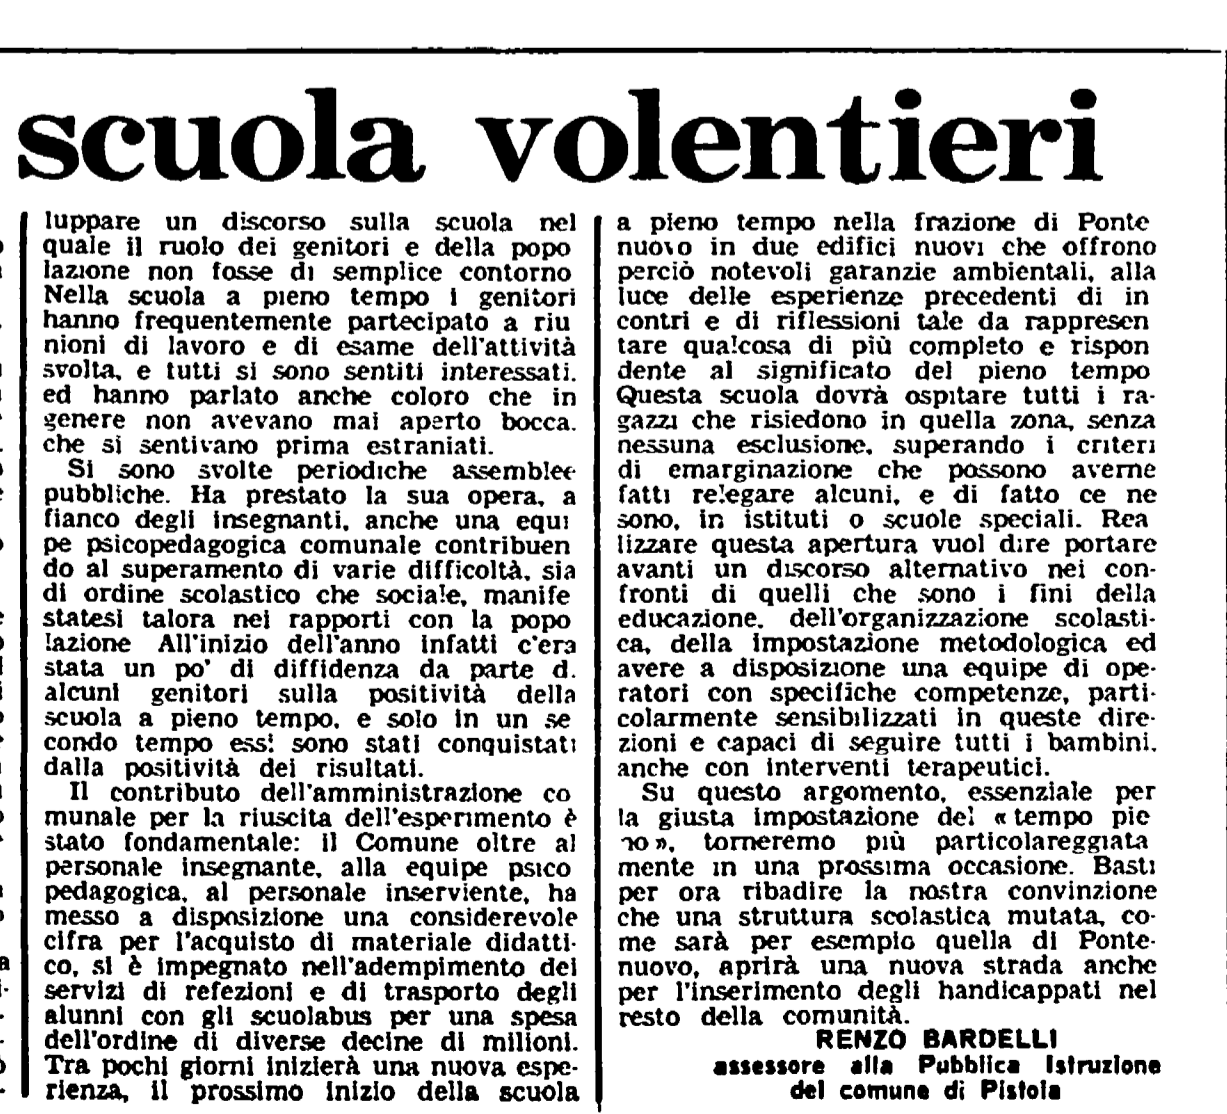 scuola volentieri
luppare un discorso sulla scuola nel
quale il ruolo dei genitori e della popo
lazione non fosse di semplice contorno
Nella scuola a pieno tempo i genitori
hanno frequentemente partecipato a riu
nioni di lavoro e di esame dell'attività
svolta, e tutti si sono sentiti interessati.
ed hanno parlato anche coloro che in
genere non avevano mai aperto bocca.
che si sentivano prima estraniati.
Si sono svolte periodiche assemblee
pubbliche. Ha prestato la sua opera, a
fianco degli insegnanti, anche una equi
pe psicopedagogica comunale contribuen
do al superamento di varie difficoltà, sia
di ordine scolastico che sociale, manife
statesi talora nei rapporti con la popo
lazione All'inizio dell'anno infatti c'era
stata un po' di diffidenza da parte d.
alcuni genitori sulla positività della
scuola a pieno tempo, e solo in un se
condo tempo essi sono stati conquistati
dalla positività dei risultati.
Il contributo dell'amministrazione co
munale per la riuscita dell'esperimento è
stato fondamentale: il Comune oltre al
personale insegnante, alla equipe psico
pedagogica, al personale inserviente, ha
messo a disposizione una considerevole
cifra per l'acquisto di materiale didatti-
co, si è impegnato nell'adempimento dei
servizi di refezioni e di trasporto degli
alunni con gli scuolabus per una spesa
dell'ordine di diverse decine di milioni.
Tra pochi giorni inizierà una nuova espe-
rienza, il prossimo inizio della scuola
a pieno tempo nella frazione di Ponte
nuovo in due edifici nuovi che offrono
perciò notevoli garanzie ambientali, alla
luce delle esperienze precedenti di in
contri e di riflessioni tale da rappresen
tare qualcosa di più completo e rispon
dente al significato del pieno tempo
Questa scuola dovrà ospitare tutti i ra-
gazzi che risiedono in quella zona, senza
nessuna esclusione, superando i criteri
di emarginazione che possono averne
fatti relegare alcuni, e di fatto ce ne
sono, in istituti o scuole speciali. Rea
lizzare questa apertura vuol dire portare
avanti un discorso alternativo nei con-
fronti di quelli che sono i fini della
educazione, dell'organizzazione scolasti-
ca, della impostazione metodologica ed
avere a disposizione una equipe di ope-
ratori con specifiche competenze, parti-
colarmente sensibilizzati in queste dire-
zioni e capaci di seguire tutti i bambini.
anche con interventi terapeutici.
Su questo argomento, essenziale per
la giusta impostazione del « tempo pie
no », torneremo più particolareggiata
mente in una prossima occasione. Basti
per ora ribadire la nostra convinzione
che una struttura scolastica mutata, co-
me sarà per esempio quella di Ponte-
nuovo, aprirà una nuova strada anche
per l'inserimento degli handicappati nel
resto della comunità.
RENZO BARDELLI
assessore alla Pubblica Istruzione
del comune di Pistoia